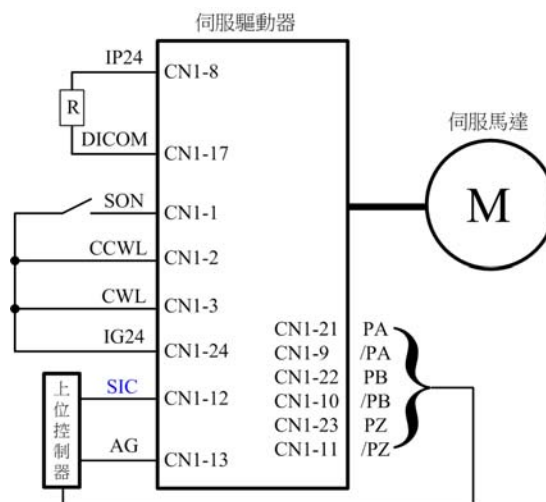 伺服驅動器
IP24 CN1-8
R
DICOM CN1-17
伺服馬達
M
SON CN1-1
CCWL CN1-2
CWL CN1-3
IG24 CN1-24
CN1-21 PA
CN1-9 /PA
CN1-22 PB
CN1-10 /PB
CN1-23 PZ
CN1-11 /PZ
上位控制器
SIC CN1-12
AG CN1-13